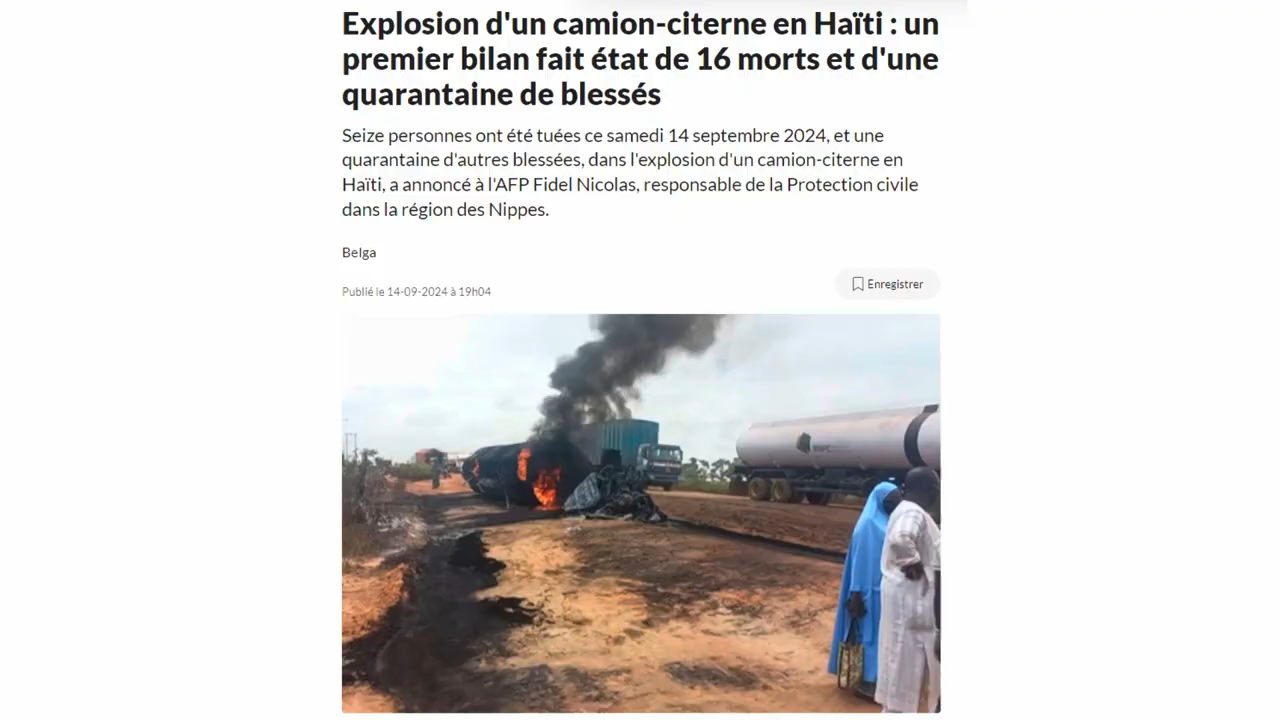 Explosion d'un camion-citerne en Haïti : un
premier bilan fait état de 16 morts et d'une
quarantaine de blessés
Seize personnes ont été tuées ce samedi 14 septembre 2024, et une
quarantaine d'autres blessées, dans l'explosion d'un camion-citerne en
Haïti, a annoncé à l'AFP Fidel Nicolas, responsable de la Protection civile
dans la région des Nippes.
Belga
Enregistrer
Publié le 14-09-2024 à 19h04